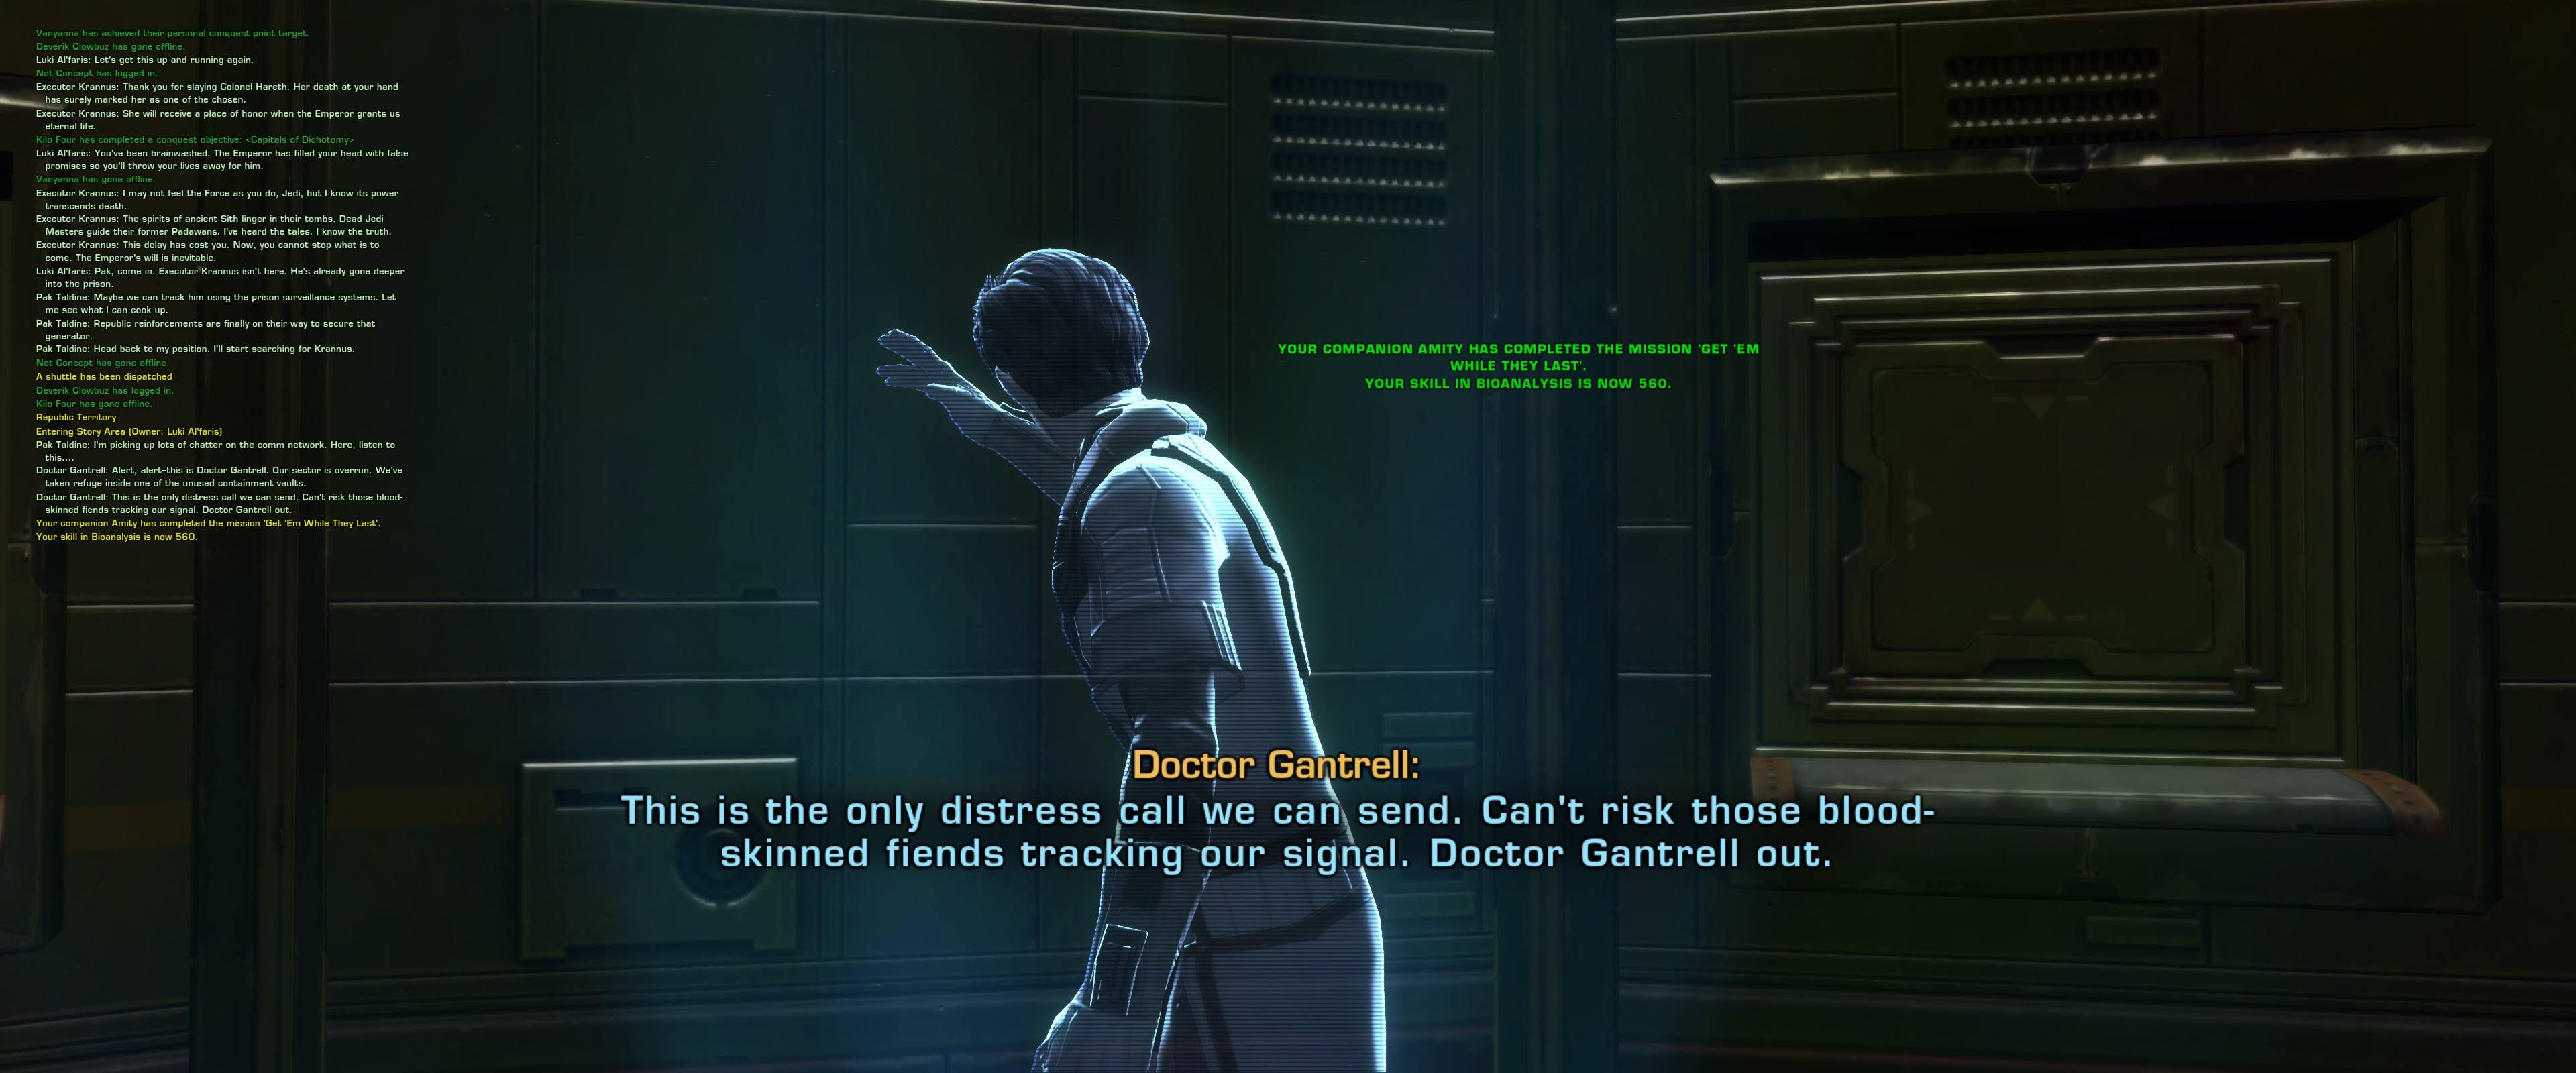 Vanyanna has achieved their personal conquest point target.
Deverik Clowbuz has gone offline.
Luki Al'faris: Let's get this up and running again.
Not Concept has logged in.
Executor Krannus: Thank you for slaying Colonel Hareth. Her death at your hand
has surely marked her as one of the chosen.
Executor Krannus: She will receive a place of honor when the Emperor grants us
eternal life.
Kilo Four has completed a conquest objective: <Capitals of Dichotomy>
Luki Al'faris: You've been brainwashed. The Emperor has filled your head with false
promises so you'll throw your lives away for him.
Vanyanna has gone offline.
Executor Krannus: I may not feel the Force as you do, Jedi, but I know its power
transcends death.
Executor Krannus: The spirits of ancient Sith linger in their tombs. Dead Jedi
Masters guide their former Padawans. I've heard the tales. I know the truth.
Executor Krannus: This delay has cost you. Now, you cannot stop what is to
come. The Emperor's will is inevitable.
Luki Al'faris: Pak, come in. Executor Krannus isn't here. He's already gone deeper
into the prison.
Pak Taldine: Maybe we can track him using the prison surveillance systems. Let
me see what I can cook up.
Pak Taldine: Republic reinforcements are finally on their way to secure that
generator.
Pak Taldine: Head back to my position. I'll start searching for Krannus.
Not Concept has gone offline.
A shuttle has been dispatched
Deverik Clowbuz has logged in.
Kilo Four has gone offline.
Republic Territory
Entering Story Area (Owner: Luki Al'faris)
Pak Taldine: I'm picking up lots of chatter on the comm network. Here, listen to
this....
Doctor Gantrell: Alert, alert—this is Doctor Gantrell. Our sector is overrun. We've
taken refuge inside one of the unused containment vaults.
Doctor Gantrell: This is the only distress call we can send. Can't risk those blood-
skinned fiends tracking our signal. Doctor Gantrell out.
Your companion Amity has completed the mission 'Get 'Em While They Last'.
Your skill in Bioanalysis is now 560.
YOUR COMPANION AMITY HAS COMPLETED THE MISSION 'GET 'EM
WHILE THEY LAST'.
YOUR SKILL IN BIOANALYSIS IS NOW 560.
Doctor Gantrell:
This is the only distress call we can send. Can't risk those blood-
skinned fiends tracking our signal. Doctor Gantrell out.